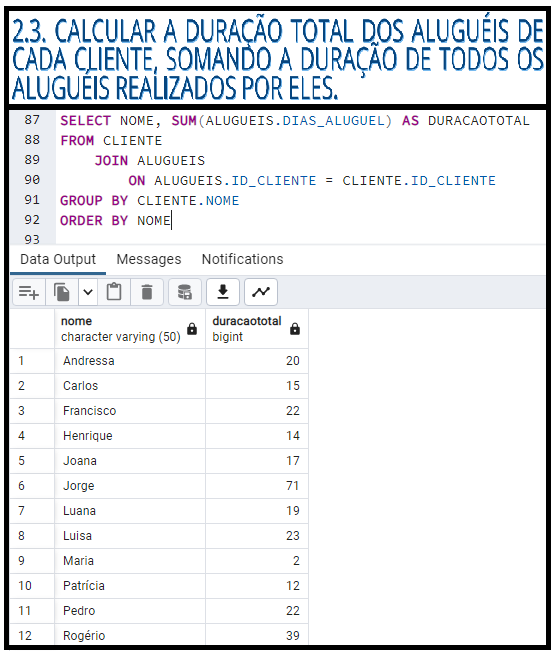 2.3. CALCULAR A DURAÇÃO TOTAL DOS ALUGUÉIS DE
CADA CLIENTE, SOMANDO A DURAÇÃO DE TODOS OS
ALUGUÉIS REALIZADOS POR ELES.
87 SELECT NOME, SUM(ALUGUEIS.DIAS_ALUGUEL) AS DURACAOTOTAL
88 FROM CLIENTE
89 JOIN ALUGUEIS
90 ON ALUGUEIS.ID_CLIENTE = CLIENTE.ID_CLIENTE
91 GROUP BY CLIENTE.NOME
92 ORDER BY NOME
93
Data Output Messages Notifications
nome duracaototal
character varying (50) bigint
1 Andressa 20
2 Carlos 15
3 Francisco 22
4 Henrique 14
5 Joana 17
6 Jorge 71
7 Luana 19
8 Luisa 23
9 Maria 2
10 Patrícia 12
11 Pedro 22
12 Rogério 39